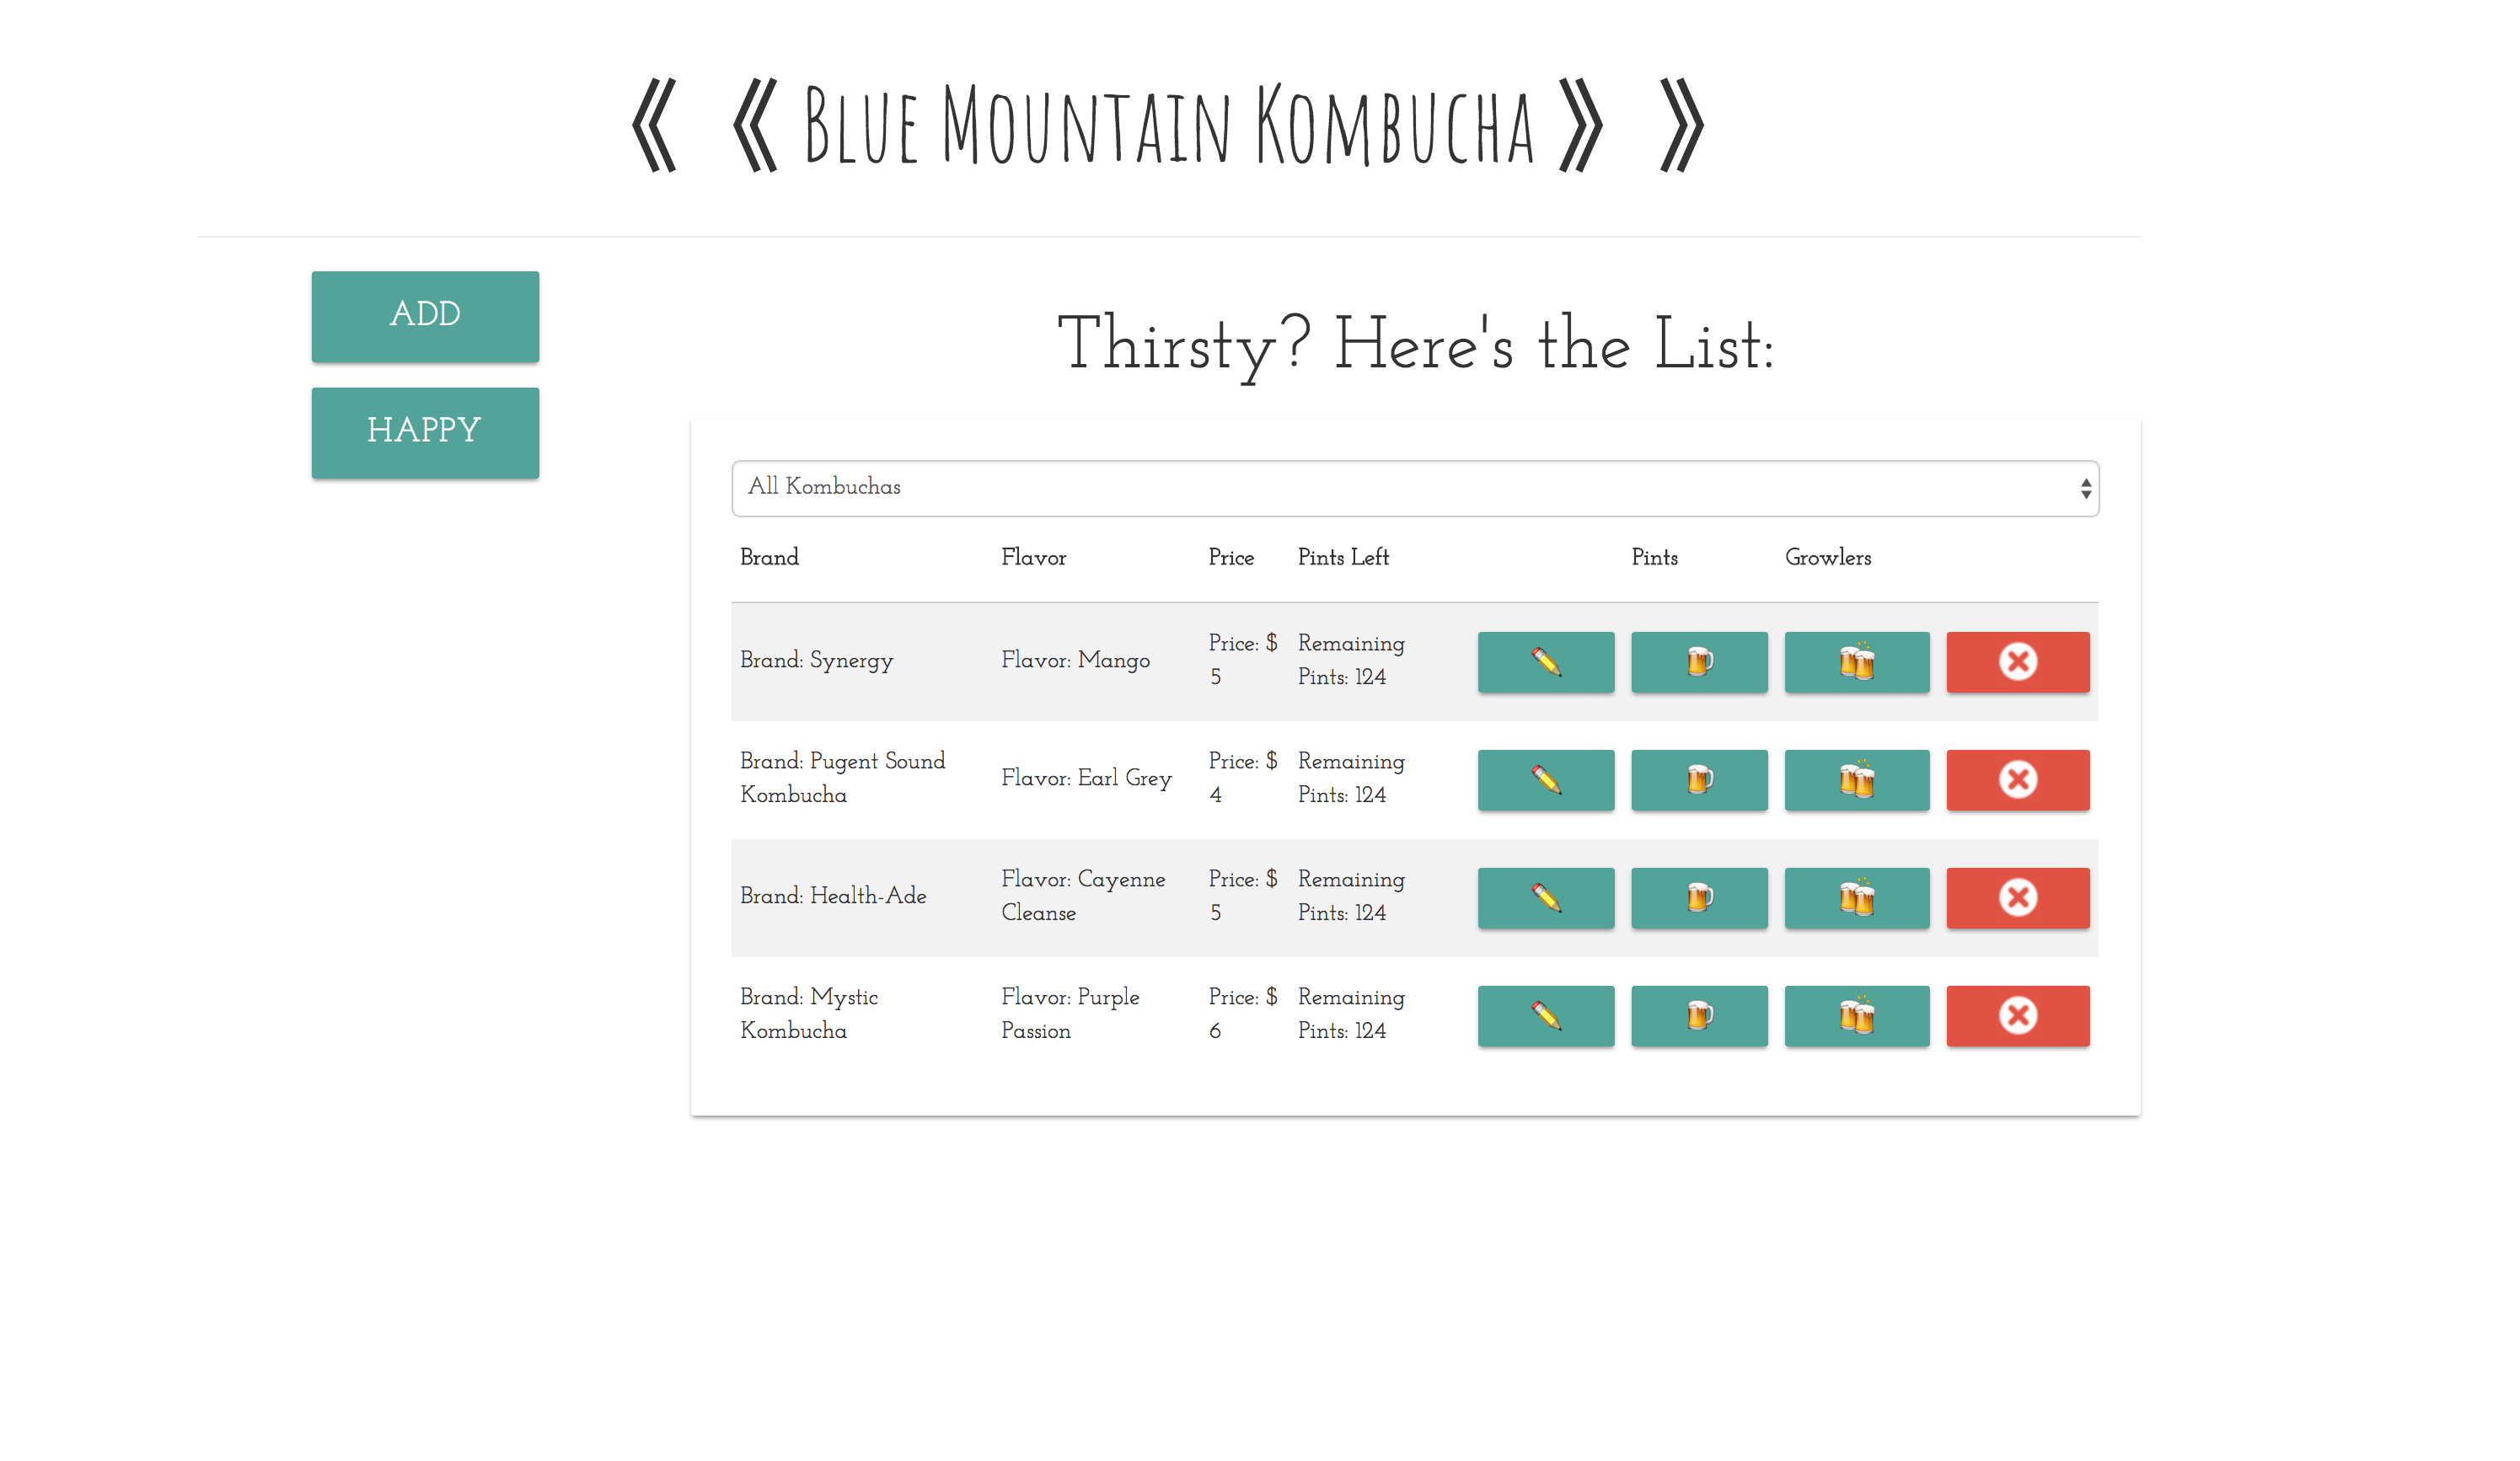 《 《 Blue Mountain Kombucha 》 》
ADD
HAPPY
Thirsty? Here's the List:
All Kombuchas
Brand Flavor Price Pints Left Pints Growlers
Brand: Synergy Flavor: Mango Price: $ 5 Remaining Pints: 124
Brand: Pugent Sound Kombucha Flavor: Earl Grey Price: $ 4 Remaining Pints: 124
Brand: Health-Ade Flavor: Cayenne Cleanse Price: $ 5 Remaining Pints: 124
Brand: Mystic Kombucha Flavor: Purple Passion Price: $ 6 Remaining Pints: 124